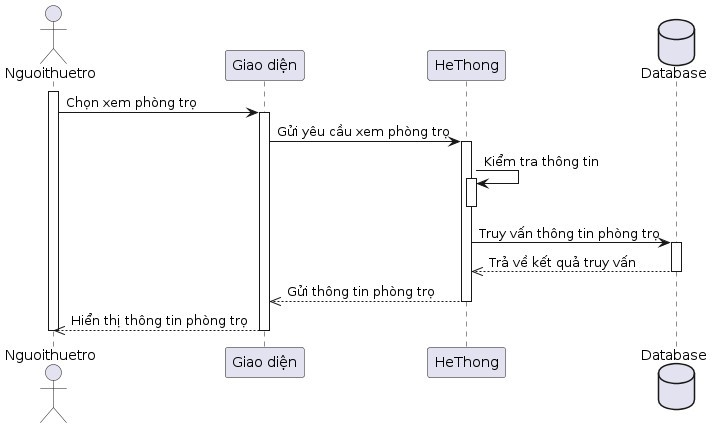 Nguoithuetro
Giao diện
HeThong
Database
Chọn xem phòng trọ
Gửi yêu cầu xem phòng trọ
Kiểm tra thông tin
Truy vấn thông tin phòng trọ
Trả về kết quả truy vấn
Gửi thông tin phòng trọ
Hiển thị thông tin phòng trọ
Nguoithuetro
Giao diện
HeThong
Database